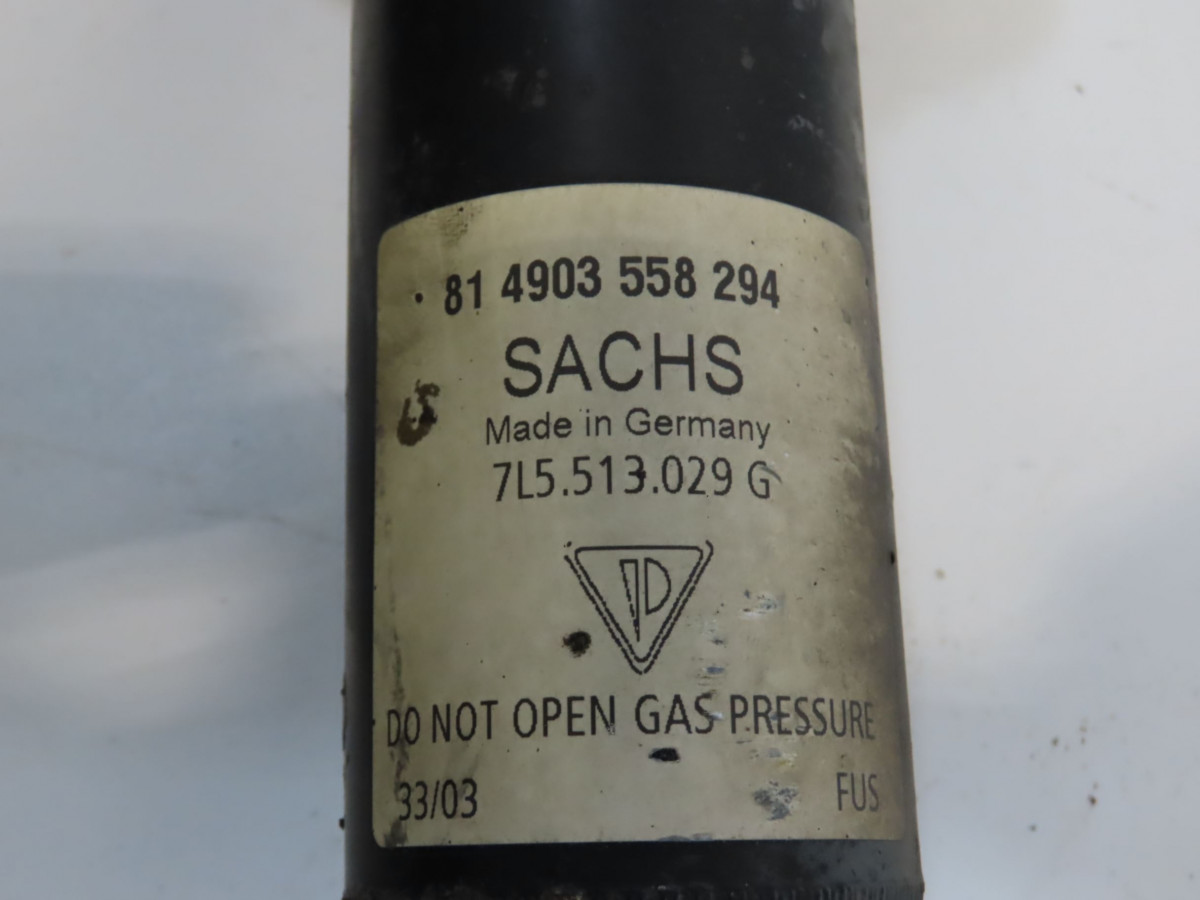 81 4903 558 294
SACHS
Made in Germany
7L5.513.029 G
DO NOT OPEN GAS PRESSURE
33/03 FUS